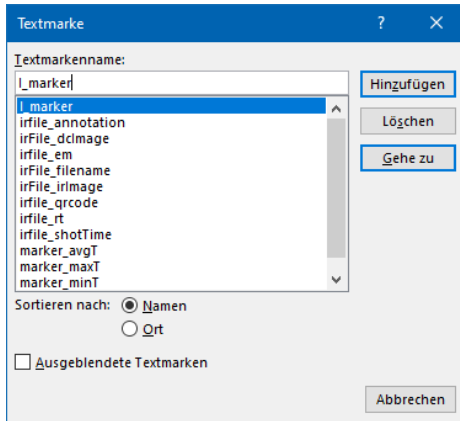 Textmarke ? ×
Textmarkenname:
l_marker
Hinzufügen
l_marker
irfile_annotation
irFile_dcImage
irfile_em
irFile_filename
irFile_irImage
irfile_qrcode
irfile_rt
irfile_shotTime
marker_avgT
marker_maxT
marker_minT
Löschen
Gehe zu
Sortieren nach: Namen
Ort
Ausgeblendete Textmarken
Abbrechen